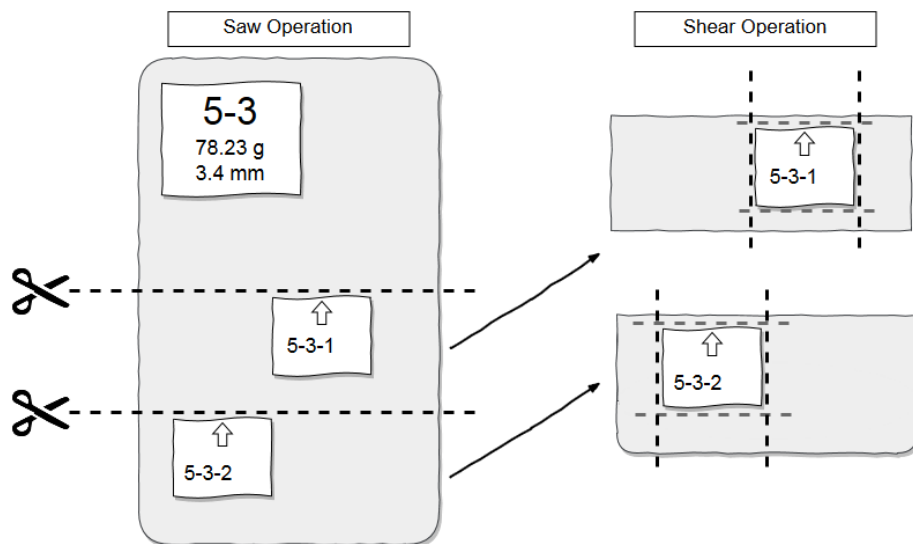 Saw Operation
Shear Operation
5-3
78.23 g
3.4 mm
5-3-1
5-3-2
5-3-1
5-3-2